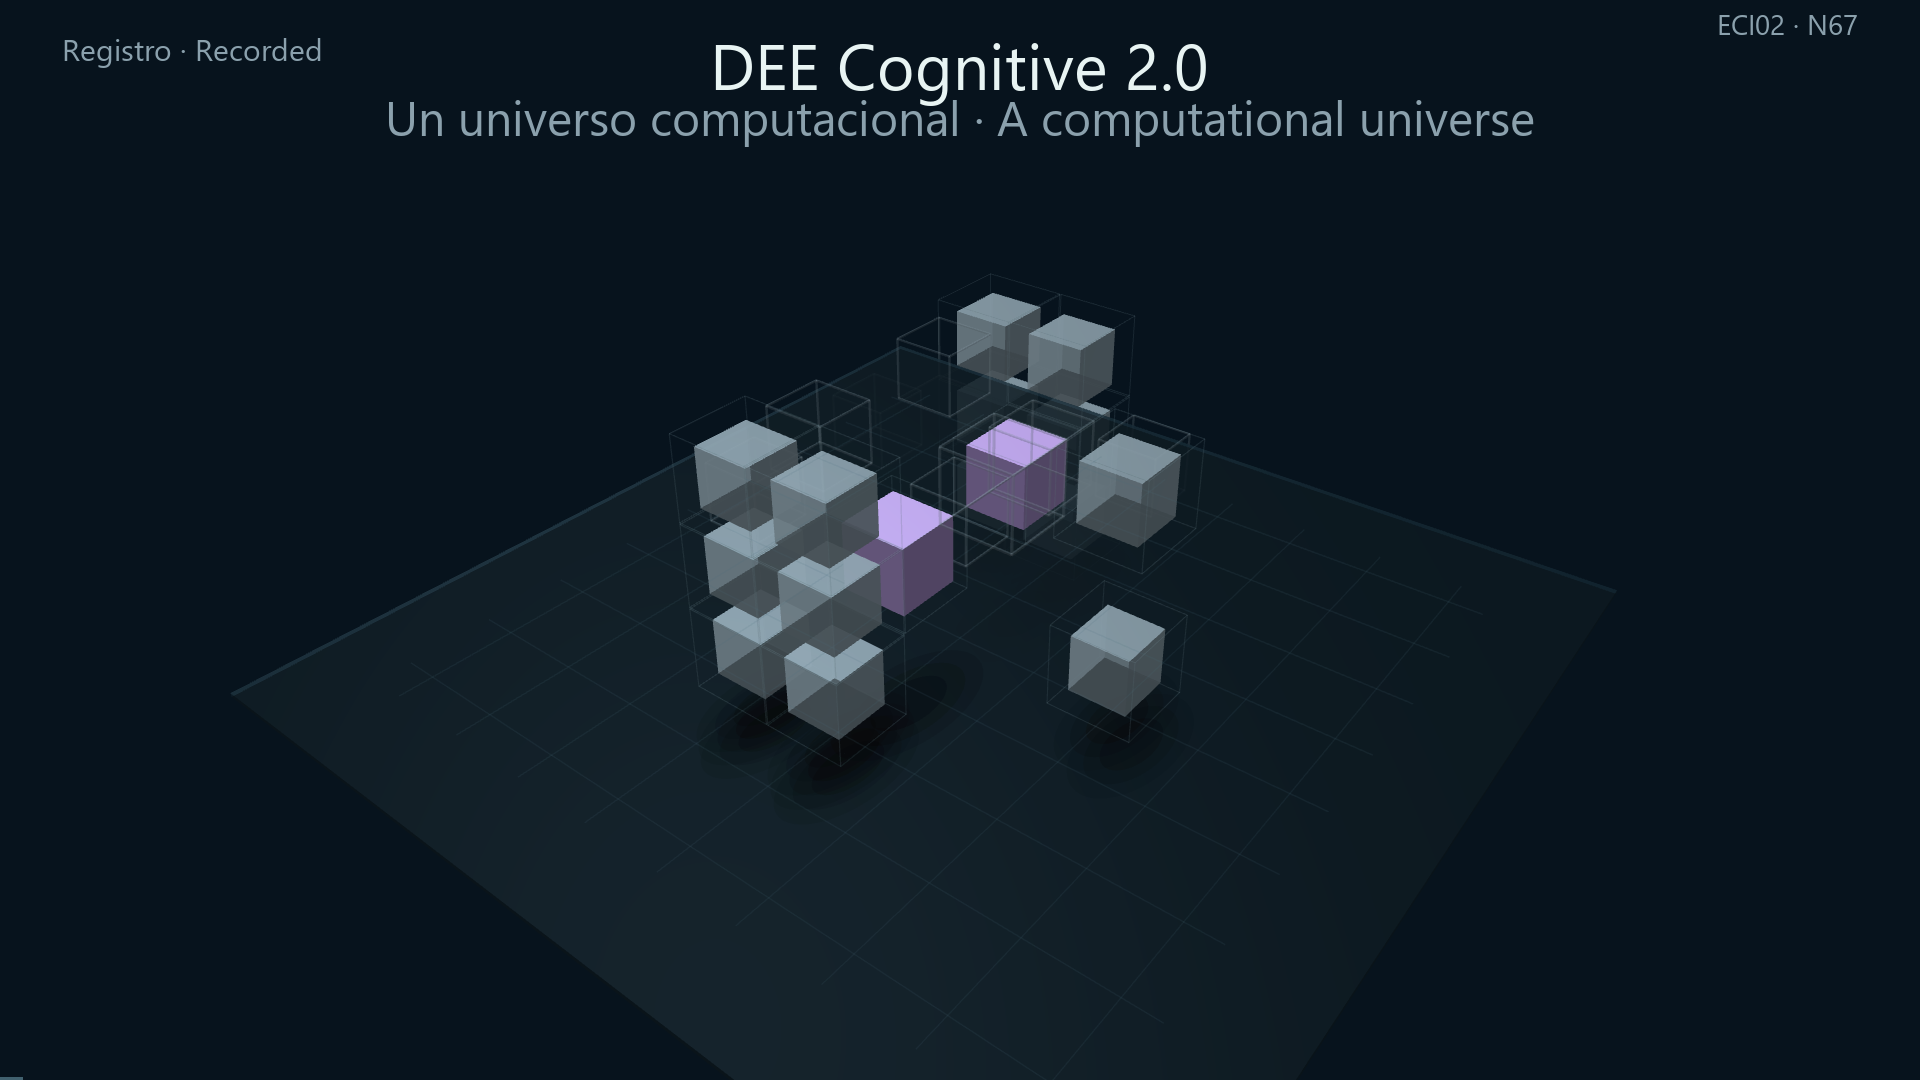 Registro · Recorded
ECI02 · N67
DEE Cognitive 2.0
Un universo computacional · A computational universe